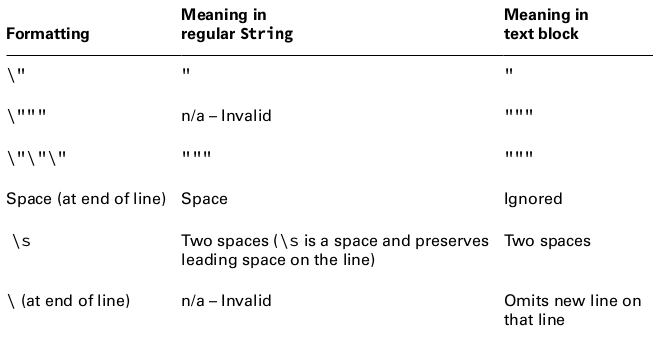 Formatting Meaning in regular String Meaning in text block
\" " "
\""" n/a – Invalid """
\"\"\" """ """
Space (at end of line) Space Ignored
\s Two spaces (\s is a space and preserves leading space on the line) Two spaces
\ (at end of line) n/a – Invalid Omits new line on that line